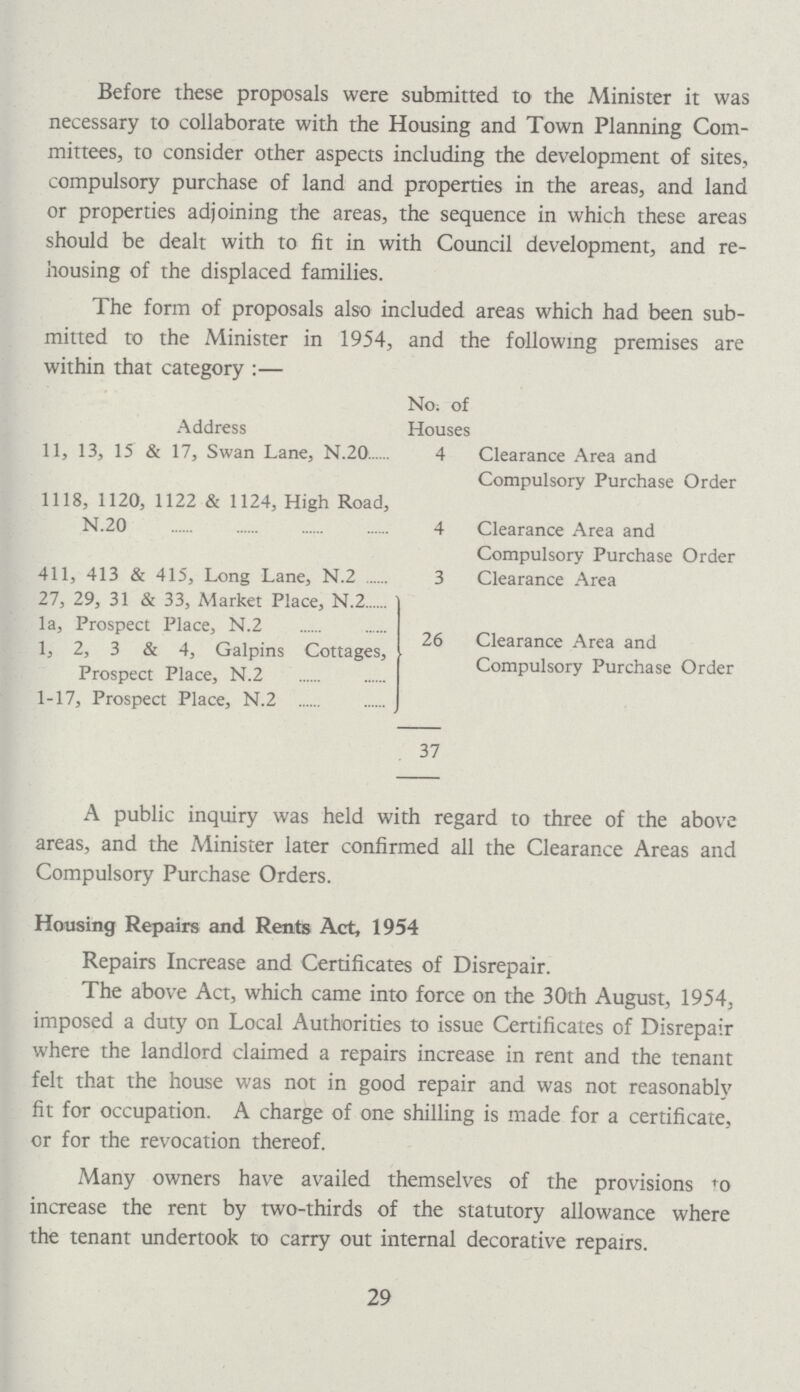 Before these proposals were submitted to the Minister it was
necessary to collaborate with the Housing and Town Planning Com-
mittees, to consider other aspects including the development of sites,
compulsory purchase of land and properties in the areas, and land
or properties adjoining the areas, the sequence in which these areas
should be dealt with to fit in with Council development, and re-
housing of the displaced families.
The form of proposals also included areas which had been sub-
mitted to the Minister in 1954, and the following premises are
within that category :—
No. of
Address Houses
11, 13, 15 & 17, Swan Lane, N.20...... 4 Clearance Area and
Compulsory Purchase Order
1118, 1120, 1122 & 1124, High Road,
N.20 ...... ...... ...... ...... 4 Clearance Area and
Compulsory Purchase Order
411, 413 & 415, Long Lane, N.2 ...... 3 Clearance Area
27, 29, 31 & 33, Market Place, N.2......
1a, Prospect Place, N.2 ...... ......
1, 2, 3 & 4, Galpins Cottages, 26 Clearance Area and
Prospect Place, N.2 ...... ...... Compulsory Purchase Order
1-17, Prospect Place, N.2 ...... ......
37
A public inquiry was held with regard to three of the above
areas, and the Minister later confirmed all the Clearance Areas and
Compulsory Purchase Orders.
Housing Repairs and Rents Act, 1954
Repairs Increase and Certificates of Disrepair.
The above Act, which came into force on the 30th August, 1954,
imposed a duty on Local Authorities to issue Certificates of Disrepair
where the landlord claimed a repairs increase in rent and the tenant
felt that the house was not in good repair and was not reasonably
fit for occupation. A charge of one shilling is made for a certificate,
or for the revocation thereof.
Many owners have availed themselves of the provisions to
increase the rent by two-thirds of the statutory allowance where
the tenant undertook to carry out internal decorative repairs.
29